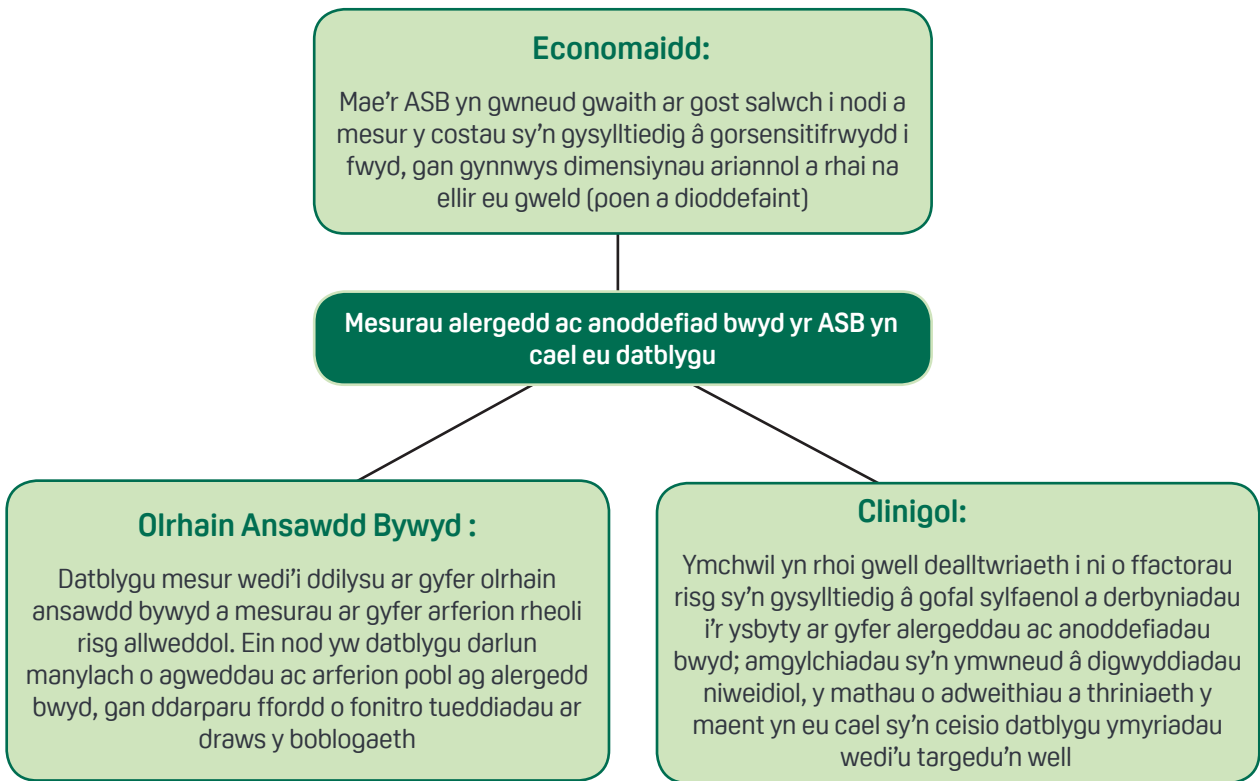 Economaidd:
Mae'r ASB yn gwneud gwaith ar gost salwch i nodi a
mesur y costau sy'n gysylltiedig â gorsensitifrwydd i
fwyd, gan gynnwys dimensiynau ariannol a rhai na
ellir eu gweld (poen a dioddefaint)
Mesurau alergedd ac anoddefiad bwyd yr ASB yn
cael eu datblygu
Olrhain Ansawdd Bywyd :
Datblygu mesur wedi'i ddilysu ar gyfer olrhain
ansawdd bywyd a mesurau ar gyfer arferion rheoli
risg allweddol. Ein nod yw datblygu darlun
manylach o agweddau ac arferion pobl ag alergedd
bwyd, gan ddarparu ffordd o fonitro tueddiadau ar
draws y boblogaeth
Clinigol:
Ymchwil yn rhoi gwell dealltwriaeth i ni o ffactorau
risg sy'n gysylltiedig â gofal sylfaenol a derbyniadau
i'r ysbyty ar gyfer alergeddau ac anoddefiadau
bwyd; amgylchiadau sy'n ymwneud â digwyddiadau
niweidiol, y mathau o adweithiau a thriniaeth y
maent yn eu cael sy'n ceisio datblygu ymyriadau
wedi'u targedu'n well